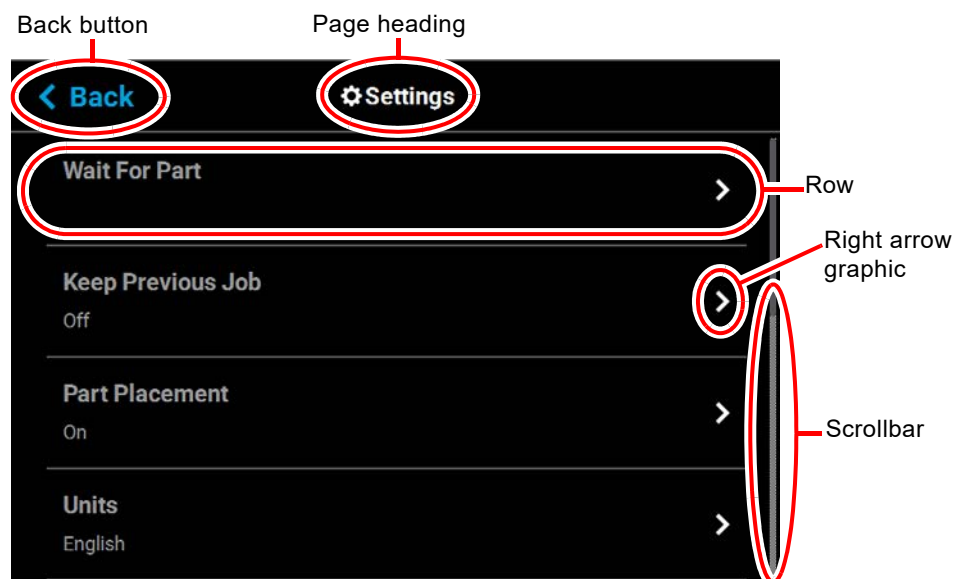 Back button
Page heading
Back
Settings
Wait For Part
Row
Right arrow
graphic
Keep Previous Job
Off
Part Placement
On
Scrollbar
Units
English